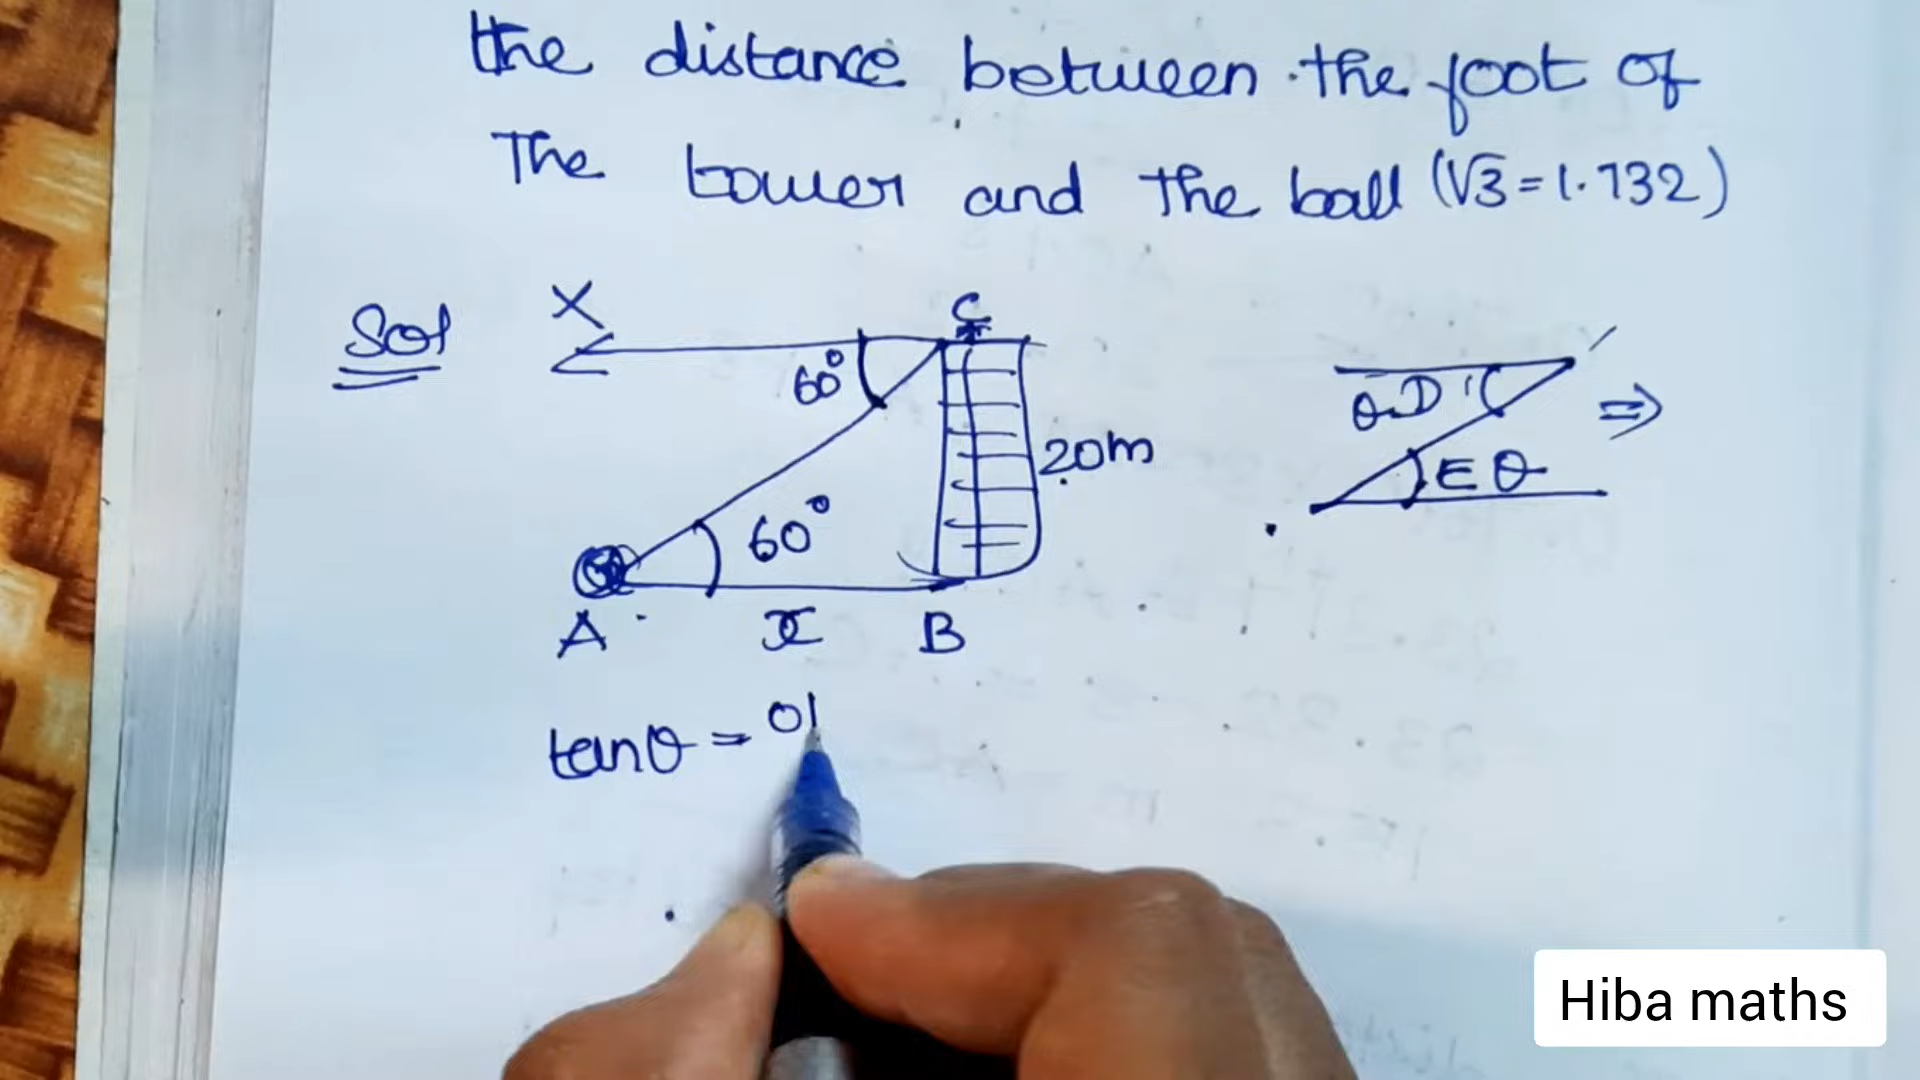 the distance between the foot of
The tower and the ball (√3=1.732)
Sol
X
C
60°
20m
60°
A x B
θ D
E θ
⇒
tanθ = 
Hiba maths